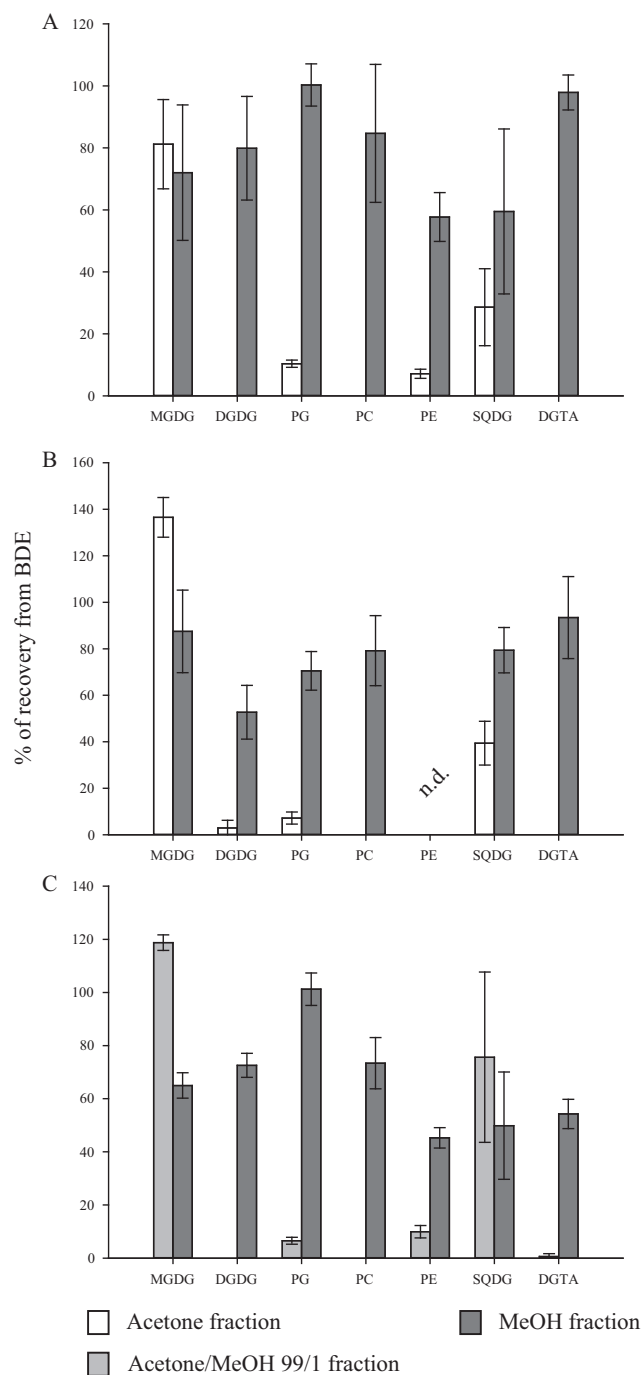 A
120
100
80
60
40
20
0
MGDG DGDG PG PC PE SQDG DGTA
B
160
140
120
100
80
60
40
20
0
n.d.
MGDG DGDG PG PC PE SQDG DGTA
% of recovery from BDE
C
140
120
100
80
60
40
20
0
MGDG DGDG PG PC PE SQDG DGTA
Acetone fraction MeOH fraction
Acetone/MeOH 99/1 fraction